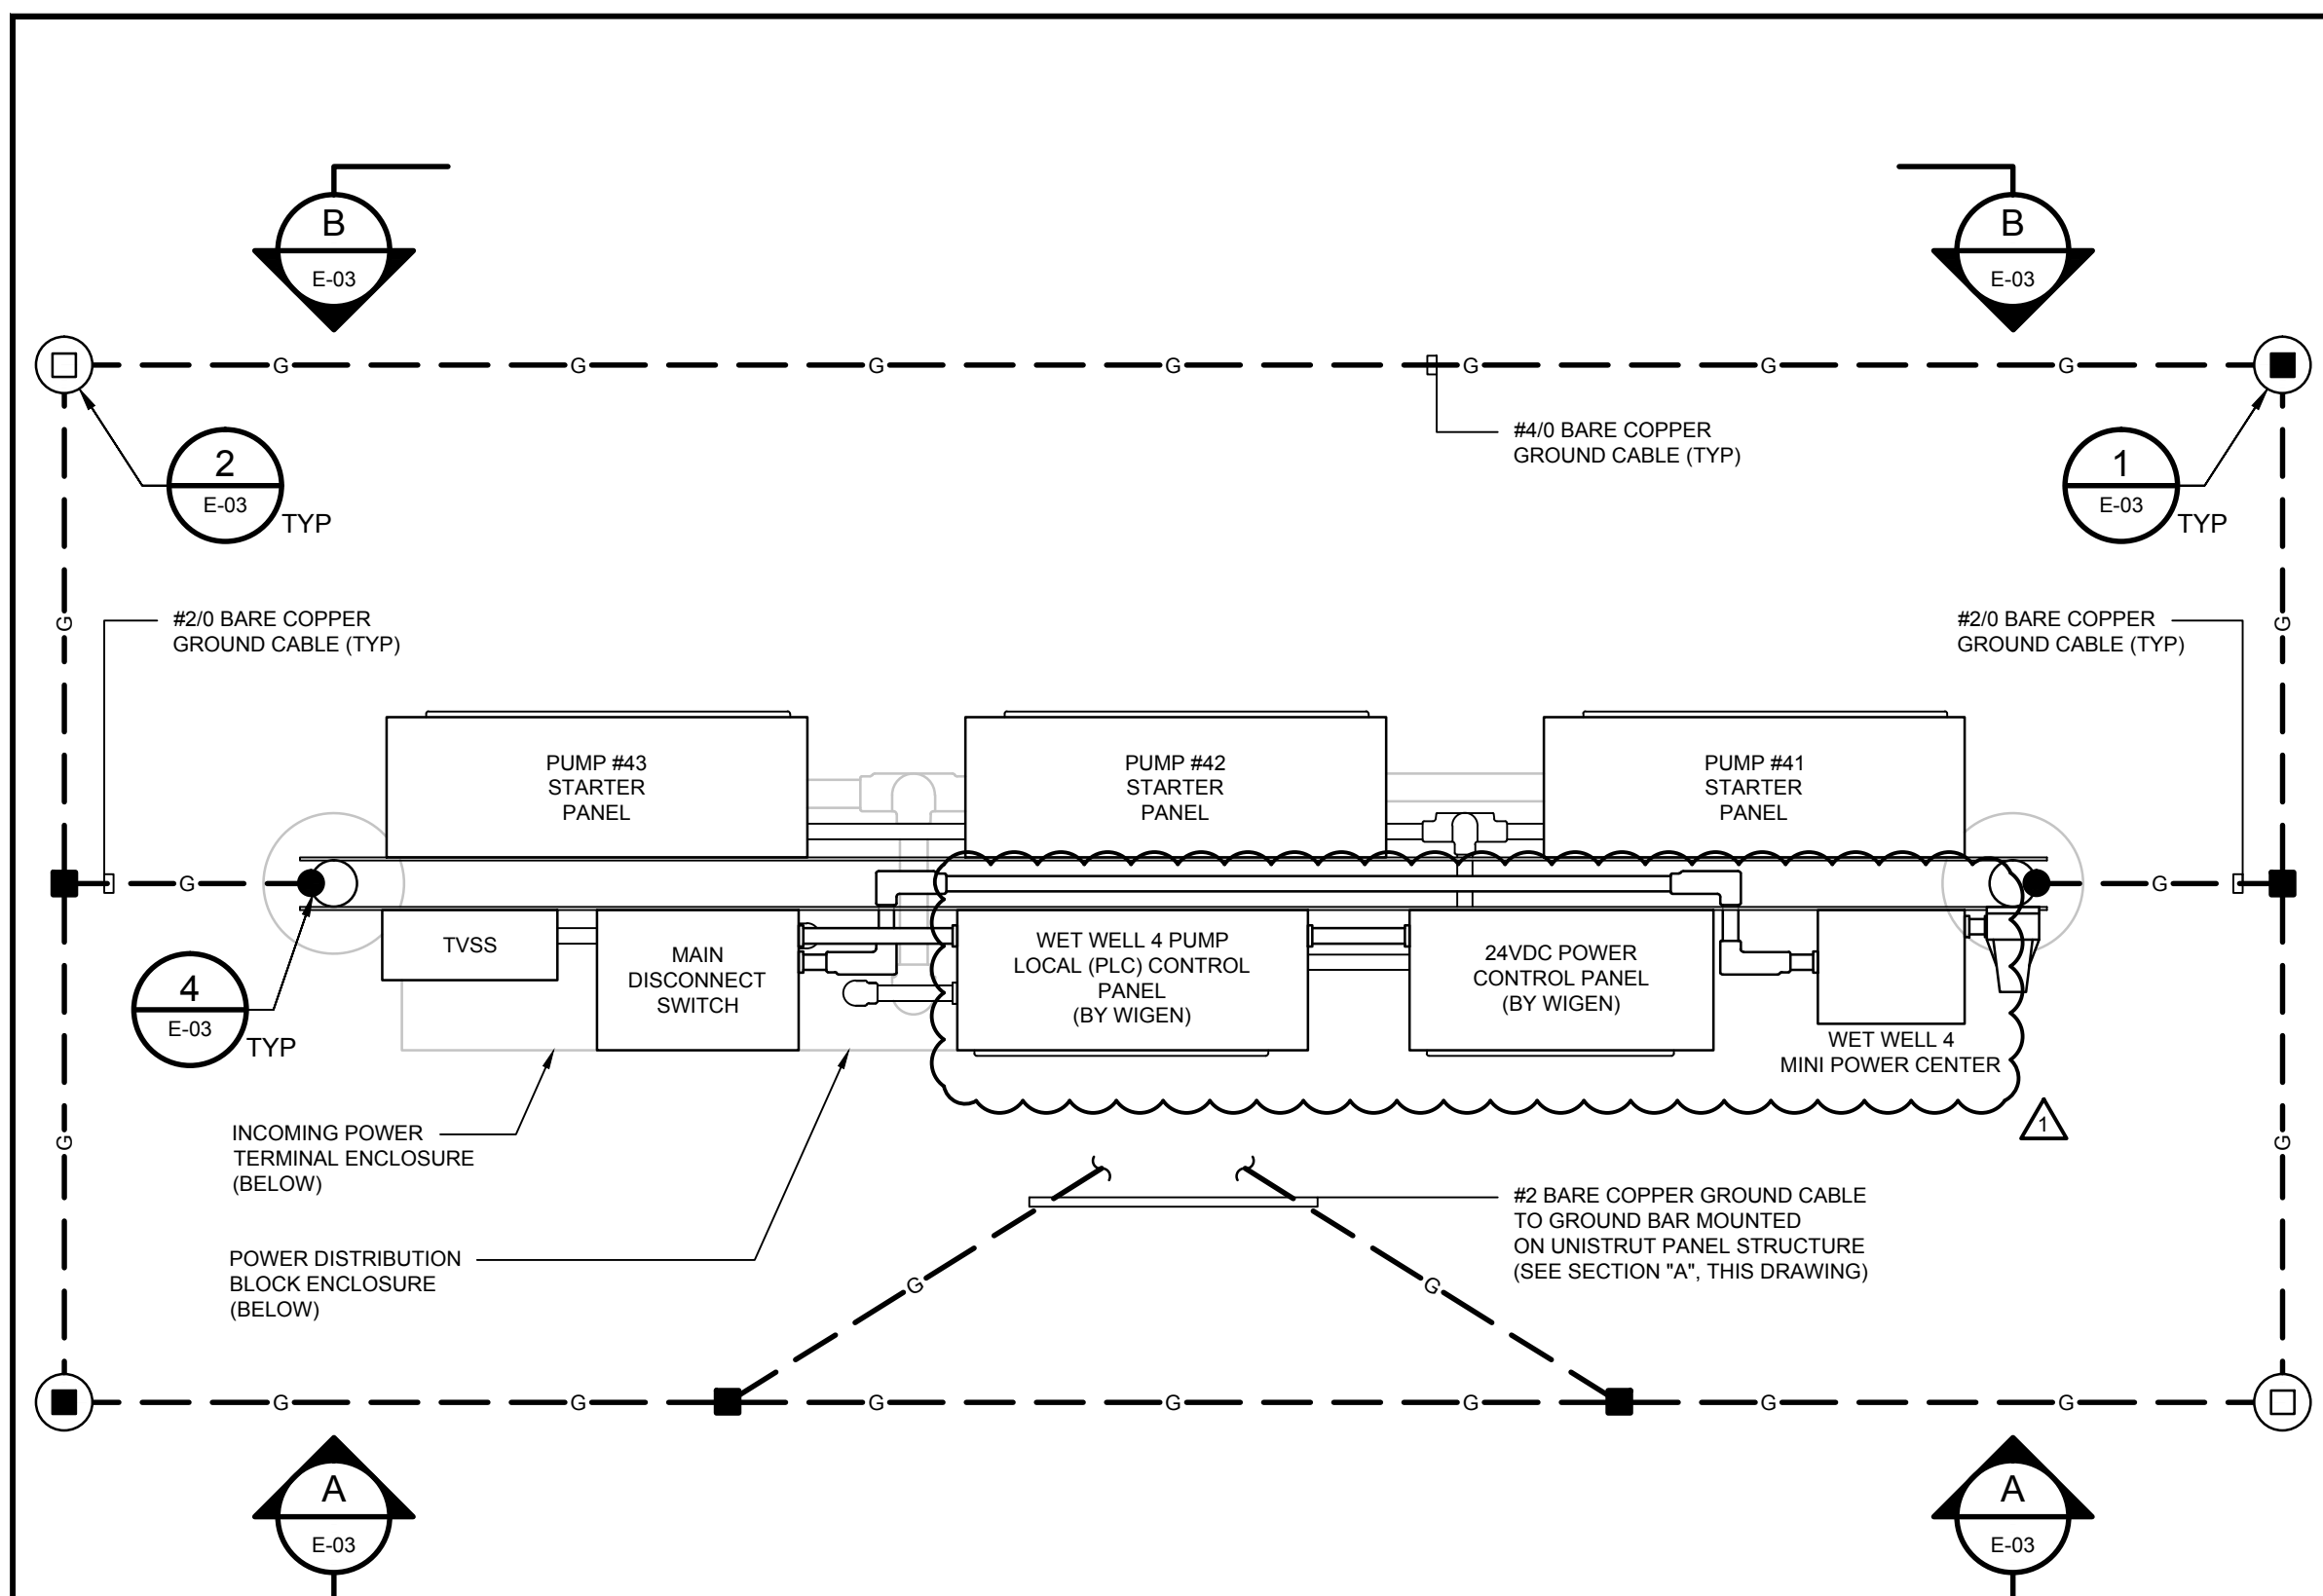 B
E-03
B
E-03
G G G G G G G
#4/0 BARE COPPER
GROUND CABLE (TYP)
2
E-03
TYP
1
E-03
TYP
G
G
#2/0 BARE COPPER
GROUND CABLE (TYP)
#2/0 BARE COPPER
GROUND CABLE (TYP)
PUMP #43
STARTER
PANEL
PUMP #42
STARTER
PANEL
PUMP #41
STARTER
PANEL
G
G
TVSS
MAIN
DISCONNECT
SWITCH
WET WELL 4 PUMP
LOCAL (PLC) CONTROL
PANEL
(BY WIGEN)
24VDC POWER
CONTROL PANEL
(BY WIGEN)
WET WELL 4
MINI POWER CENTER
4
E-03
TYP
1
G
G
INCOMING POWER
TERMINAL ENCLOSURE
(BELOW)
POWER DISTRIBUTION
BLOCK ENCLOSURE
(BELOW)
#2 BARE COPPER GROUND CABLE
TO GROUND BAR MOUNTED
ON UNISTRUT PANEL STRUCTURE
(SEE SECTION "A", THIS DRAWING)
G
G
G G G G G G G
A
E-03
A
E-03